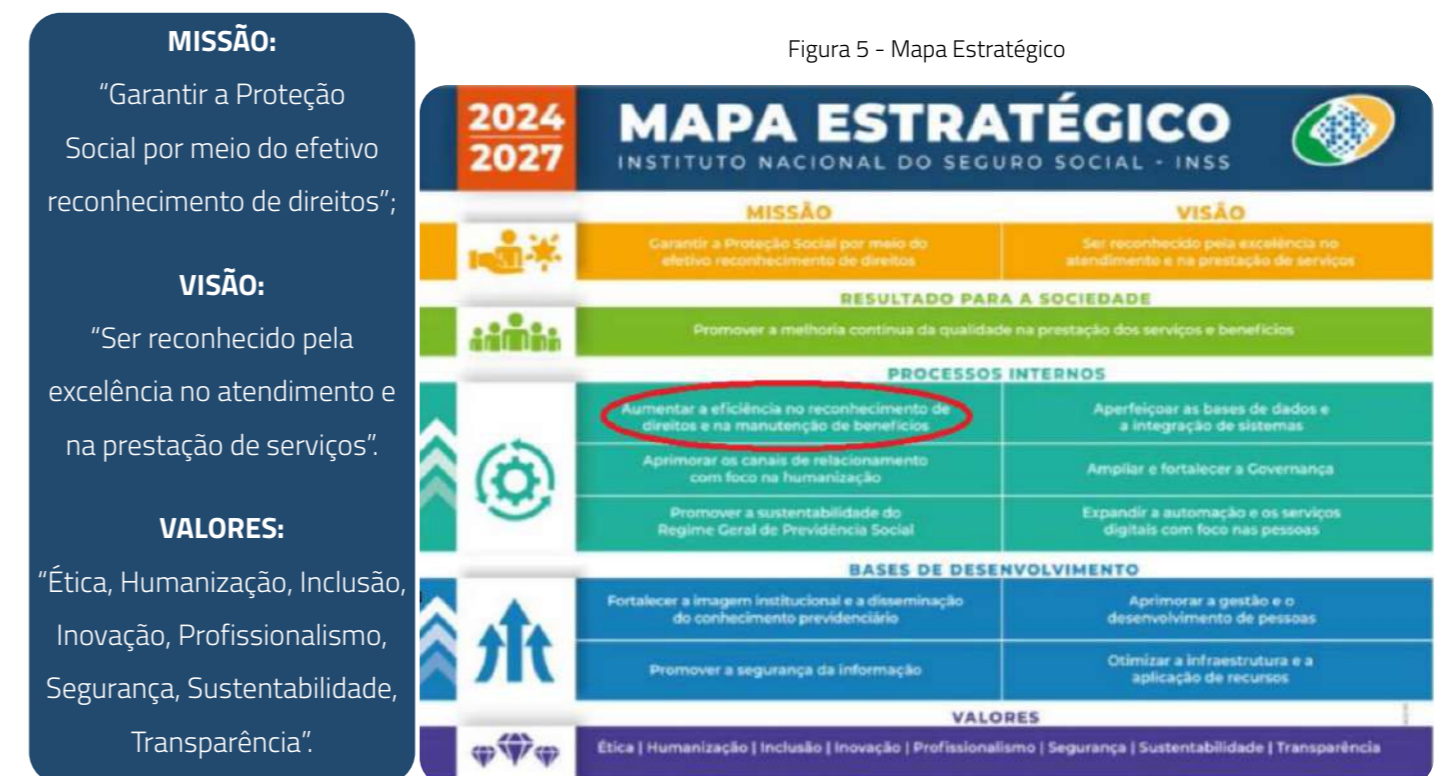 MISSÃO:
“Garantir a Proteção
Social por meio do efetivo
reconhecimento de direitos”;
VISÃO:
“Ser reconhecido pela
excelência no atendimento e
na prestação de serviços”.
VALORES:
“Ética, Humanização, Inclusão,
Inovação, Profissionalismo,
Segurança, Sustentabilidade,
Transparência”.
Figura 5 - Mapa Estratégico
2024
2027
MAPA ESTRATÉGICO
INSTITUTO NACIONAL DO SEGURO SOCIAL - INSS
MISSÃO
Garantir a Proteção Social por meio do
efetivo reconhecimento de direitos
VISÃO
Ser reconhecido pela excelência no
atendimento e na prestação de serviços
RESULTADO PARA A SOCIEDADE
Promover a melhoria contínua da qualidade na prestação dos serviços e benefícios
PROCESSOS INTERNOS
Aumentar a eficiência no reconhecimento de
direitos e na manutenção de benefícios
Aperfeiçoar as bases de dados e
a integração de sistemas
Aprimorar os canais de relacionamento
com foco na humanização
Ampliar e fortalecer a Governança
Promover a sustentabilidade do
Regime Geral de Previdência Social
Expandir a automação e os serviços
digitais com foco nas pessoas
BASES DE DESENVOLVIMENTO
Fortalecer a imagem institucional e a disseminação
do conhecimento previdenciário
Aprimorar a gestão e o
desenvolvimento de pessoas
Promover a segurança da informação
Otimizar a infraestrutura e a
aplicação de recursos
VALORES
Ética | Humanização | Inclusão | Inovação | Profissionalismo | Segurança | Sustentabilidade | Transparência